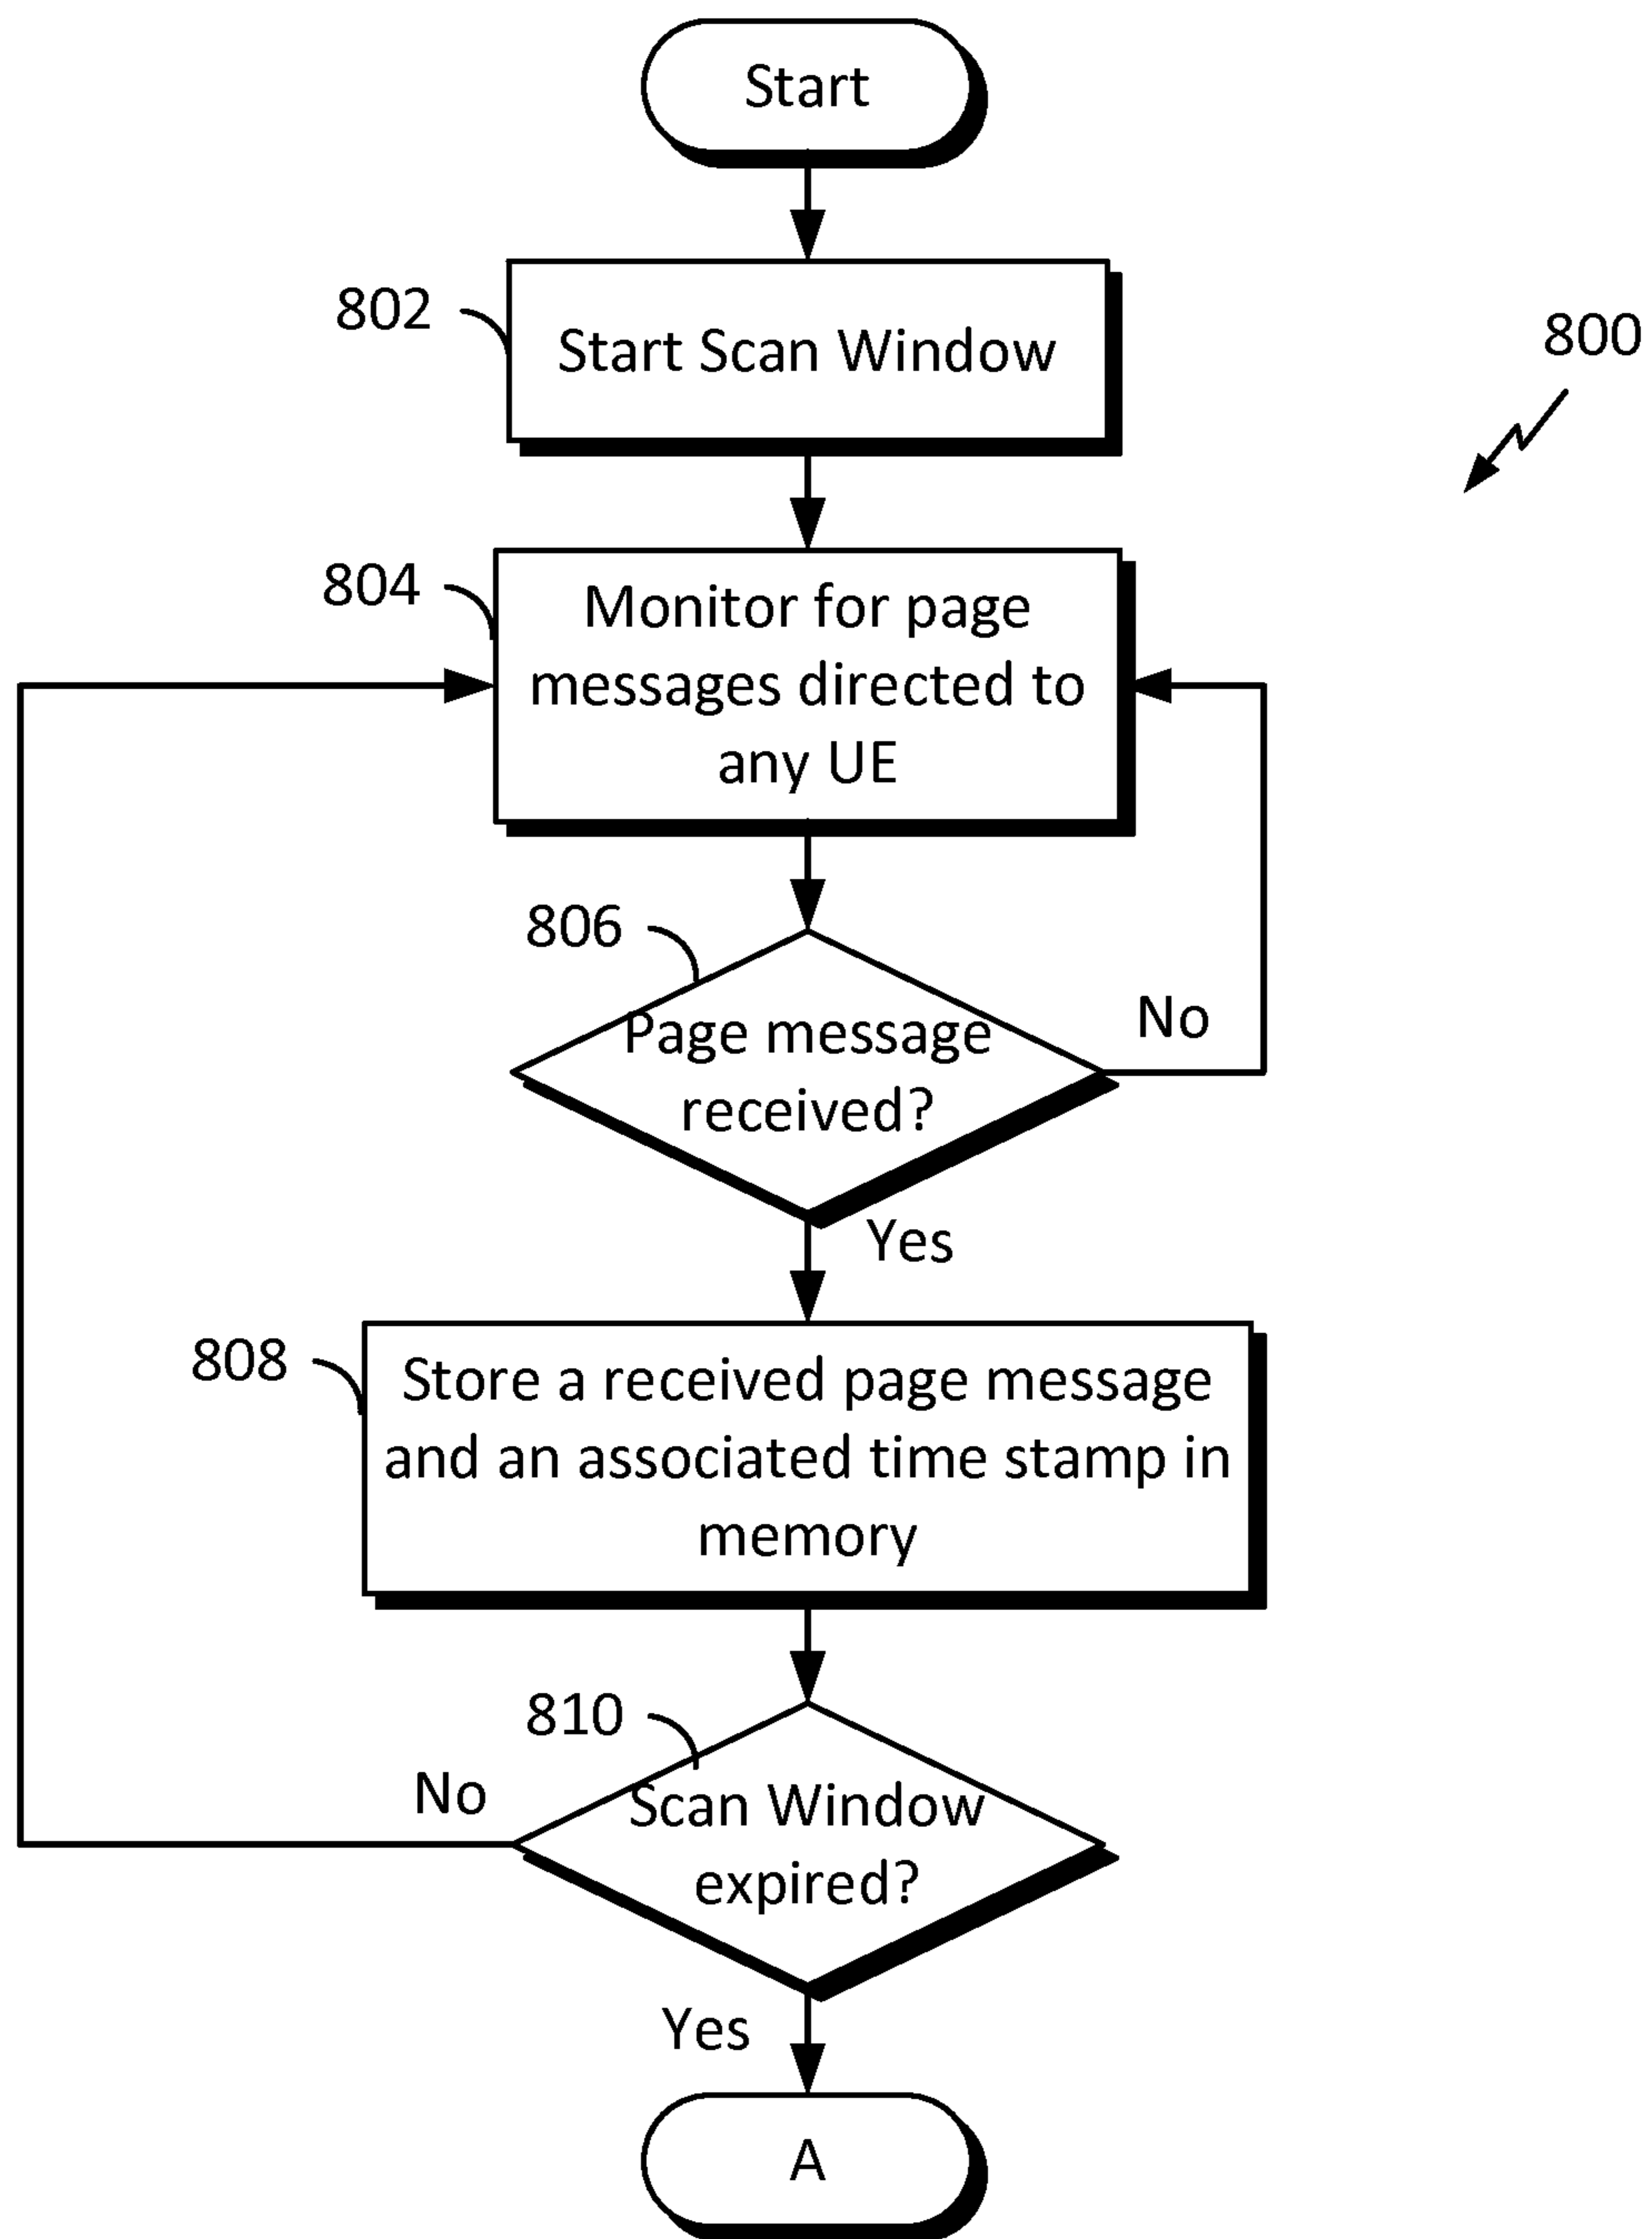 Start
802
Start Scan Window
800
804
Monitor for page
messages directed to
any UE
806
Page message
received?
No
Yes
808
Store a received page message
and an associated time stamp in
memory
810
Scan Window
expired?
No
Yes
A